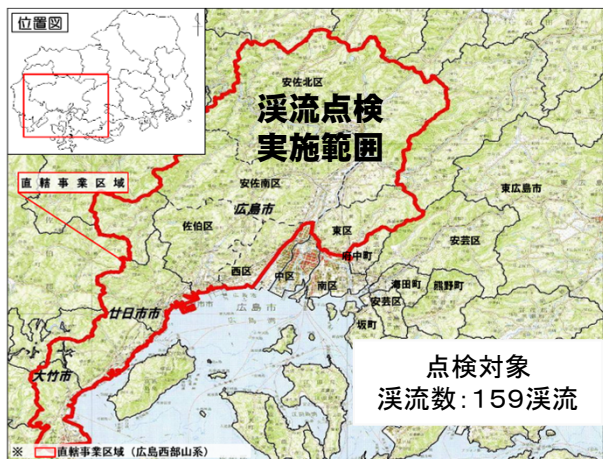 位置図
安佐北区
渓流点検
実施範囲
直轄事業区域
安佐南区
広島市
東広島市
佐伯区
東区
安芸区
府中町
西区
中区
海田町
熊野町
南区
安芸区
広島市
坂町
廿日市市
大竹市
点検対象
渓流数:159渓流
※ 直轄事業区域（広島西部山系）